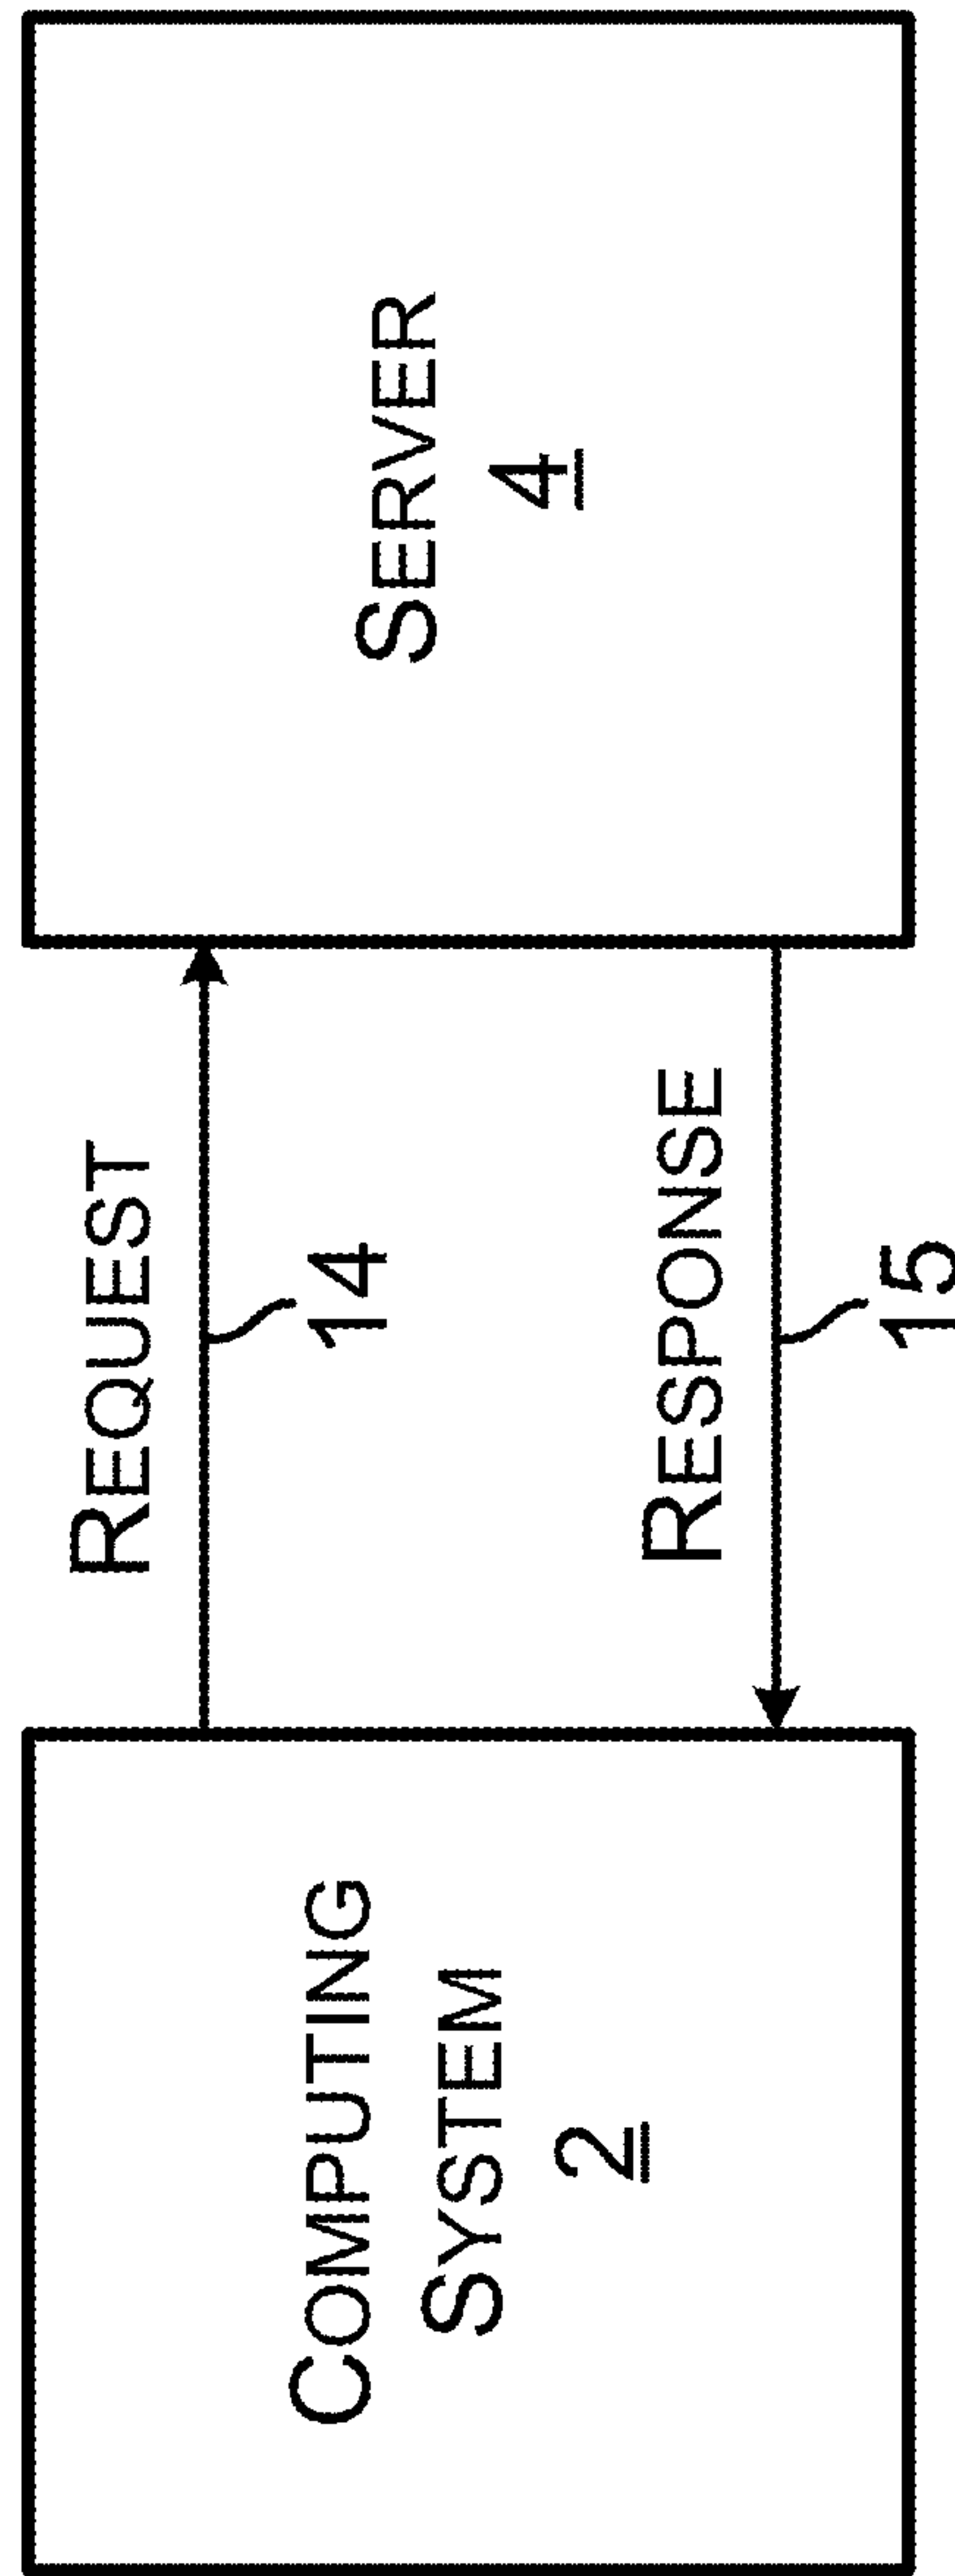 COMPUTING
SYSTEM
2
REQUEST
14
RESPONSE
15
SERVER
4